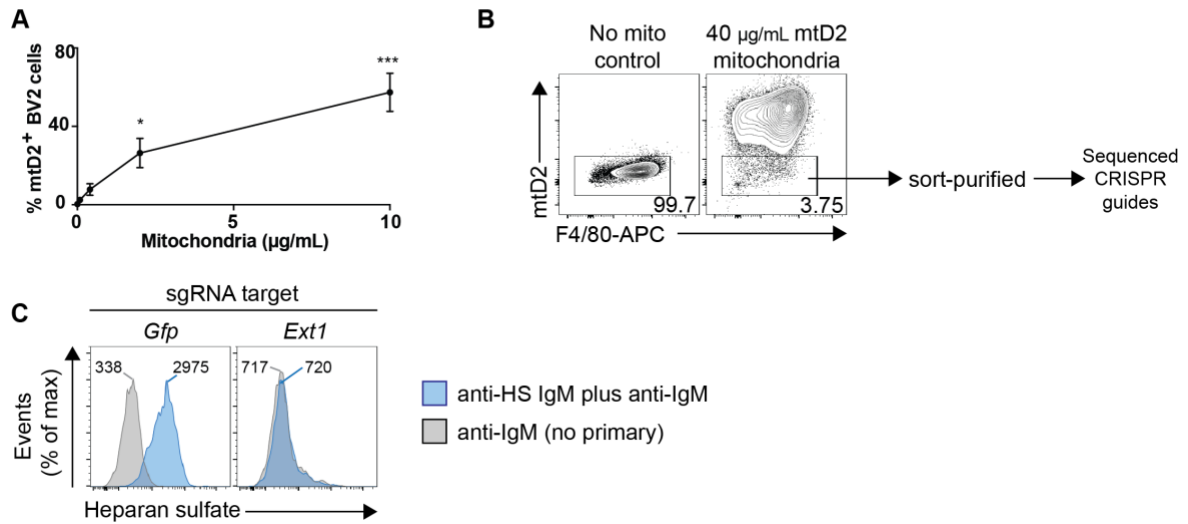 A
% mtD2+ BV2 cells
80
40
0
0
5
10
*
***
Mitochondria (µg/mL)
B
No mito
control
40 µg/mL mtD2
mitochondria
mtD2
99.7
3.75
F4/80-APC
sort-purified
Sequenced
CRISPR
guides
C
sgRNA target
Gfp
Ext1
338
2975
717
720
Events
(% of max)
Heparan sulfate
anti-HS IgM plus anti-IgM
anti-IgM (no primary)